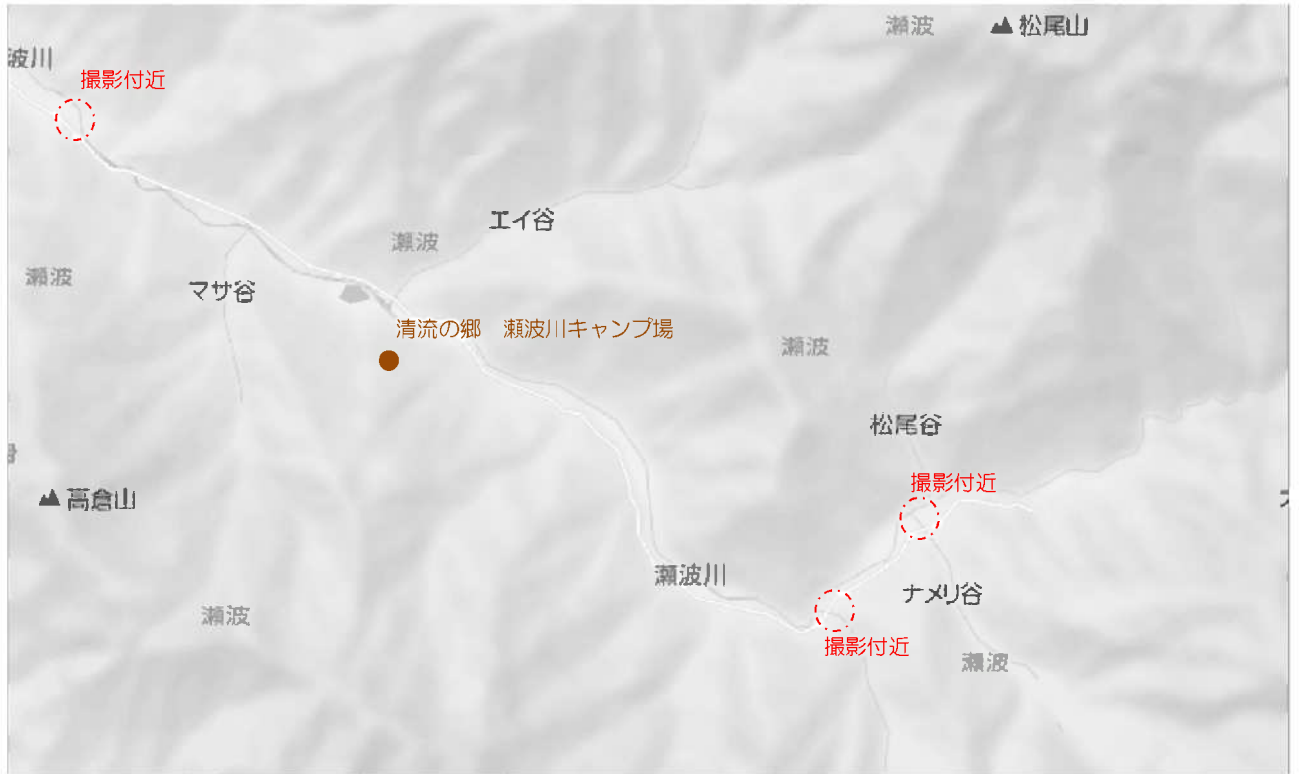 瀬波
松尾山
波川
撮影付近
エイ谷
瀬波
瀬波
マサ谷
清流の郷　瀬波川キャンプ場
瀬波
松尾谷
撮影付近
高倉山
瀬波川
ナメリ谷
瀬波
撮影付近
瀬波